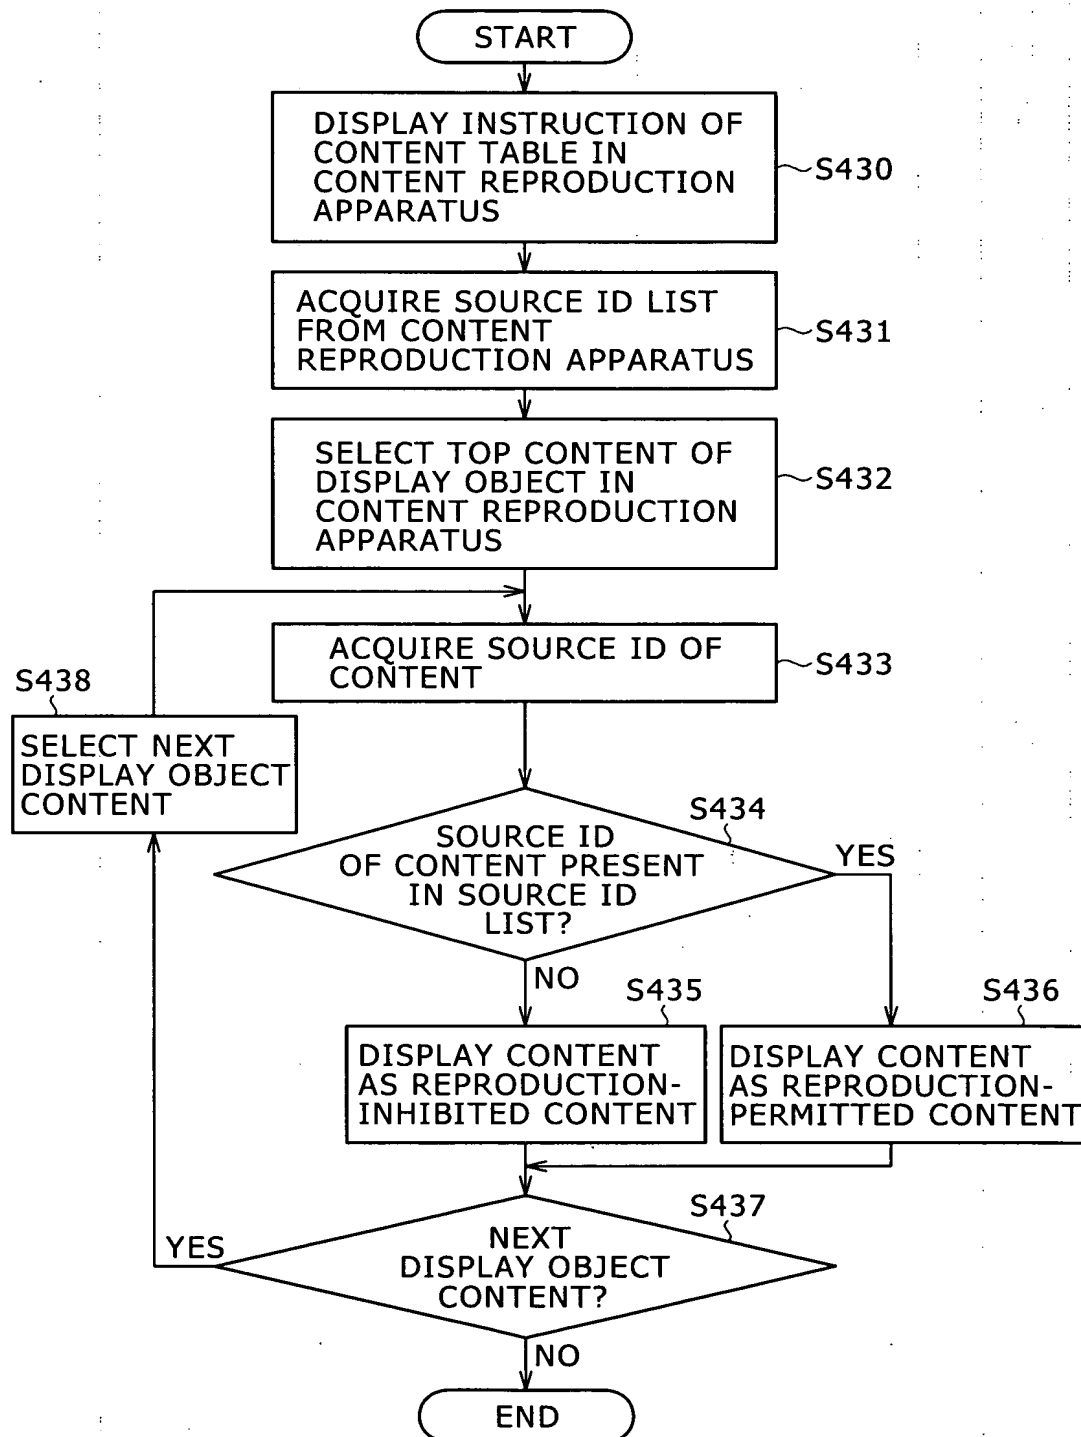 START
DISPLAY INSTRUCTION OF
CONTENT TABLE IN
CONTENT REPRODUCTION
APPARATUS
S430
ACQUIRE SOURCE ID LIST
FROM CONTENT
REPRODUCTION APPARATUS
S431
SELECT TOP CONTENT OF
DISPLAY OBJECT IN
CONTENT REPRODUCTION
APPARATUS
S432
ACQUIRE SOURCE ID OF
CONTENT
S433
S438
SELECT NEXT
DISPLAY OBJECT
CONTENT
S434
SOURCE ID
OF CONTENT PRESENT
IN SOURCE ID
LIST?
YES
NO
S435
DISPLAY CONTENT
AS REPRODUCTION-
INHIBITED CONTENT
S436
DISPLAY CONTENT
AS REPRODUCTION-
PERMITTED CONTENT
S437
NEXT
DISPLAY OBJECT
CONTENT?
YES
NO
END